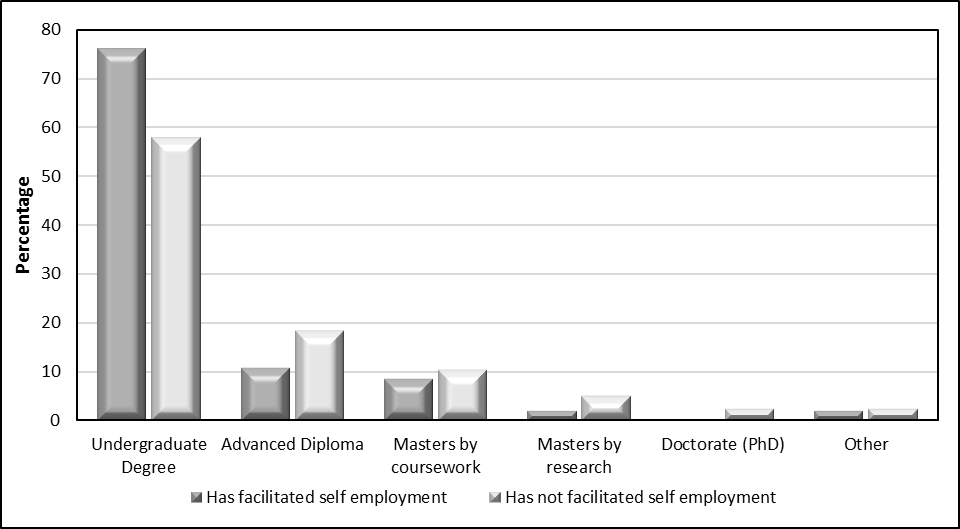 80
70
60
50
40
30
20
10
0
Percentage
Undergraduate Degree
Advanced Diploma
Masters by coursework
Masters by research
Doctorate (PhD)
Other
Has facilitated self employment
Has not facilitated self employment